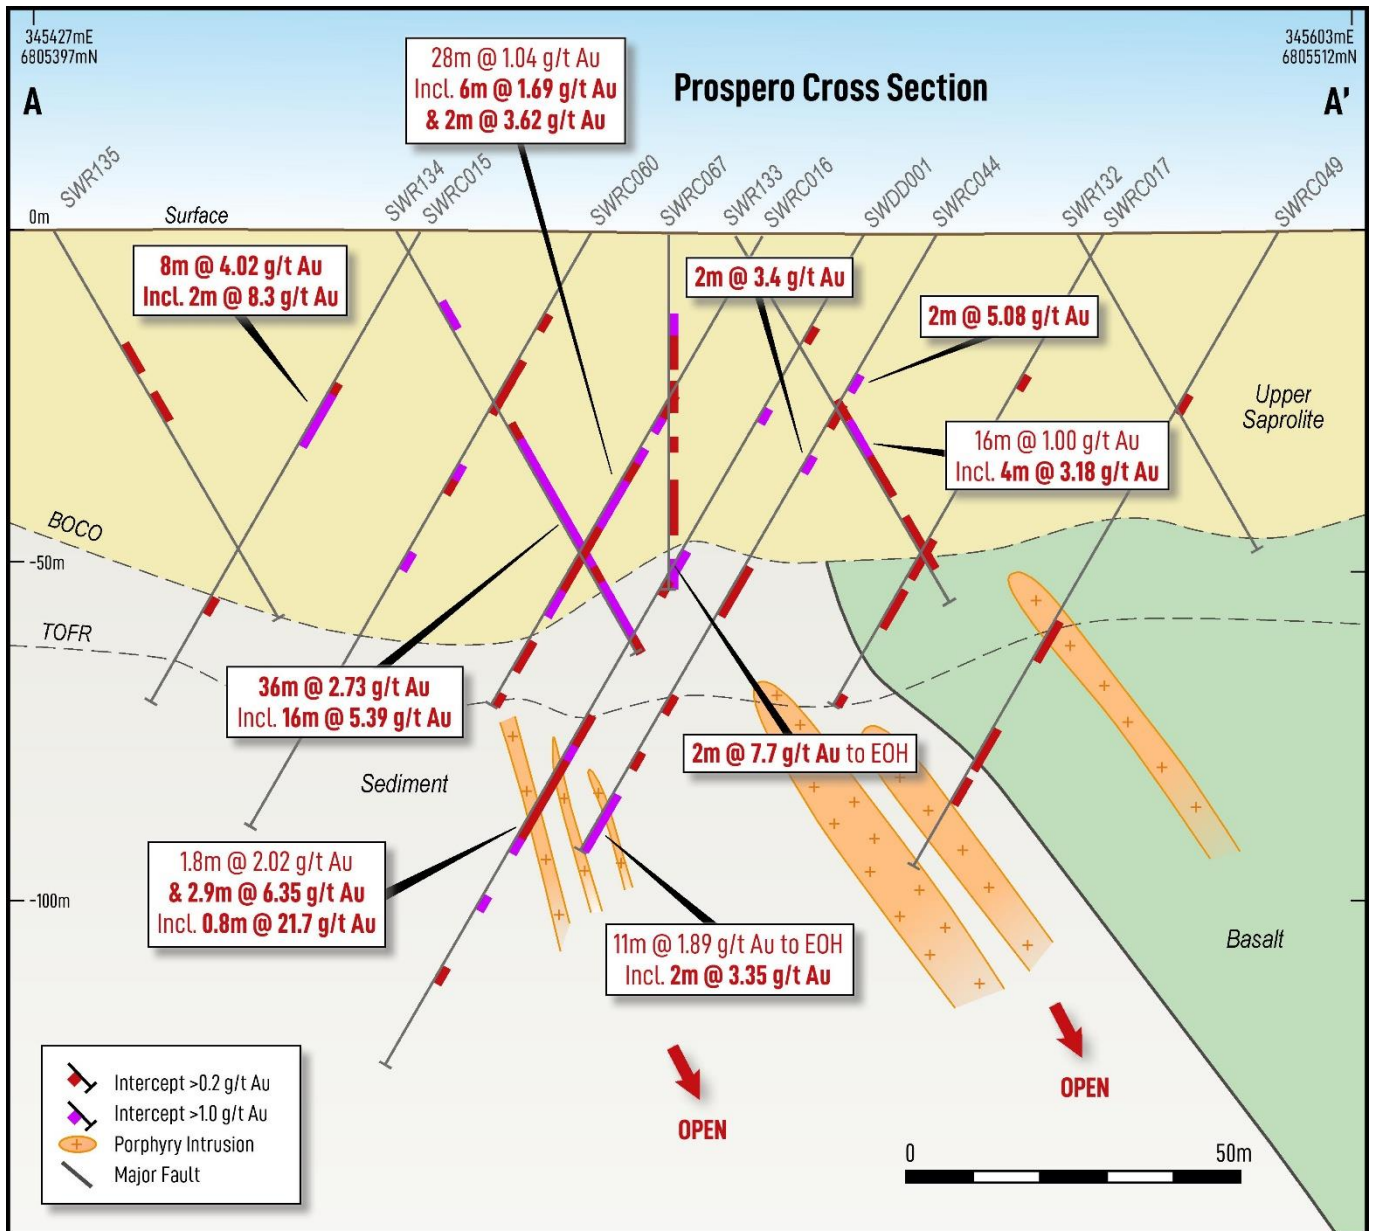 345427mE
6805397mN
345603mE
6805512mN
A
Prospero Cross Section
A'
28m @ 1.04 g/t Au
Incl. 6m @ 1.69 g/t Au
& 2m @ 3.62 g/t Au
SWR135
SWR134
SWRC015
SWRC060
SWRC067
SWR133
SWRC016
SWDD001
SWRC044
SWR132
SWRC017
SWRC049
0m
Surface
8m @ 4.02 g/t Au
Incl. 2m @ 8.3 g/t Au
2m @ 3.4 g/t Au
2m @ 5.08 g/t Au
Upper
Saprolite
16m @ 1.00 g/t Au
Incl. 4m @ 3.18 g/t Au
BOCO
-50m
TOFR
36m @ 2.73 g/t Au
Incl. 16m @ 5.39 g/t Au
2m @ 7.7 g/t Au to EOH
Sediment
1.8m @ 2.02 g/t Au
& 2.9m @ 6.35 g/t Au
Incl. 0.8m @ 21.7 g/t Au
-100m
11m @ 1.89 g/t Au to EOH
Incl. 2m @ 3.35 g/t Au
Basalt
OPEN
OPEN
Intercept >0.2 g/t Au
Intercept >1.0 g/t Au
Porphyry Intrusion
Major Fault
0
50m